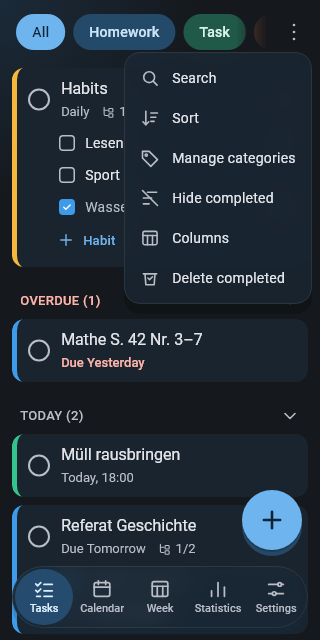 All
Homework
Task
Search
Sort
Manage categories
Hide completed
Columns
Delete completed
Habits
Daily
1
Lesen
Sport
Wasse
Habit
OVERDUE (1)
Mathe S. 42 Nr. 3–7
Due Yesterday
TODAY (2)
Müll rausbringen
Today, 18:00
Referat Geschichte
Due Tomorrow 1/2
Tasks
Calendar
Week
Statistics
Settings